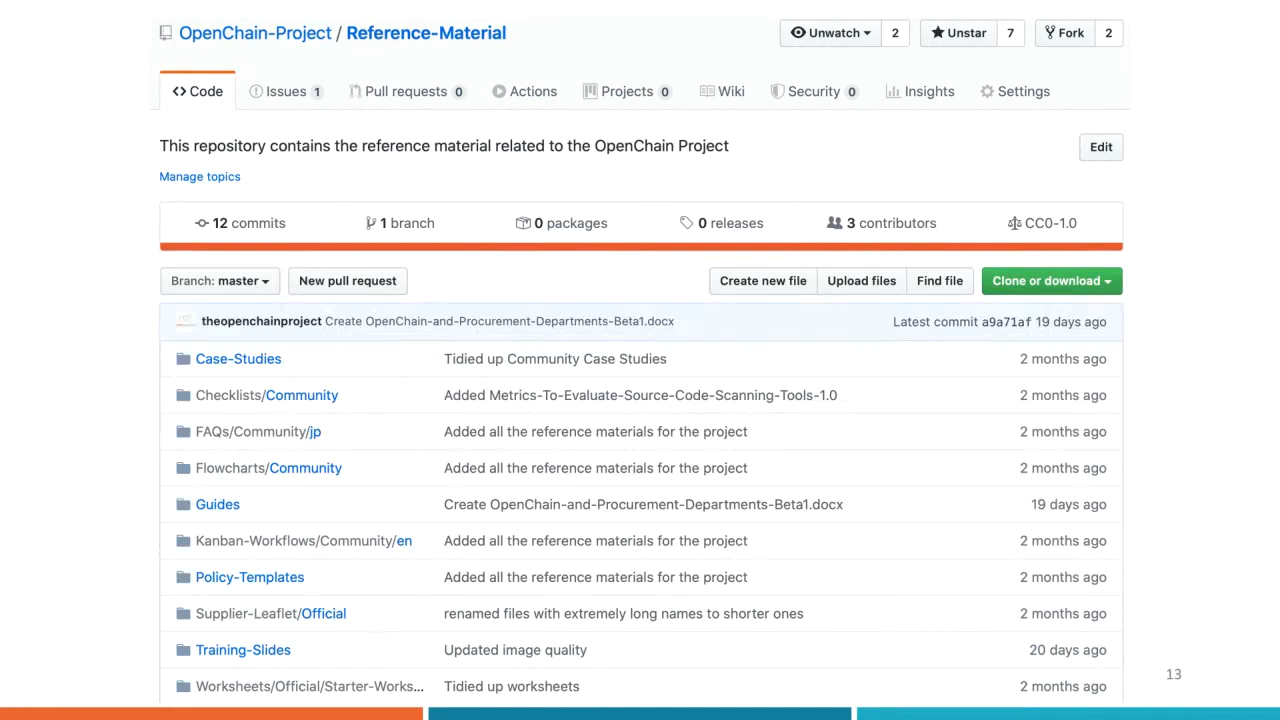 OpenChain-Project / Reference-Material
Unwatch 2 Unstar 7 Fork 2
Code Issues 1 Pull requests 0 Actions Projects 0 Wiki Security 0 Insights Settings
This repository contains the reference material related to the OpenChain Project Edit
Manage topics
12 commits 1 branch 0 packages 0 releases 3 contributors CC0-1.0
Branch: master New pull request Create new file Upload files Find file Clone or download
theopenchainproject Create OpenChain-and-Procurement-Departments-Beta1.docx Latest commit a9a71af 19 days ago
Case-Studies Tidied up Community Case Studies 2 months ago
Checklists/Community Added Metrics-To-Evaluate-Source-Code-Scanning-Tools-1.0 2 months ago
FAQs/Community/jp Added all the reference materials for the project 2 months ago
Flowcharts/Community Added all the reference materials for the project 2 months ago
Guides Create OpenChain-and-Procurement-Departments-Beta1.docx 19 days ago
Kanban-Workflows/Community/en Added all the reference materials for the project 2 months ago
Policy-Templates Added all the reference materials for the project 2 months ago
Supplier-Leaflet/Official renamed files with extremely long names to shorter ones 2 months ago
Training-Slides Updated image quality 20 days ago
Worksheets/Official/Starter-Works... Tidied up worksheets 2 months ago
13